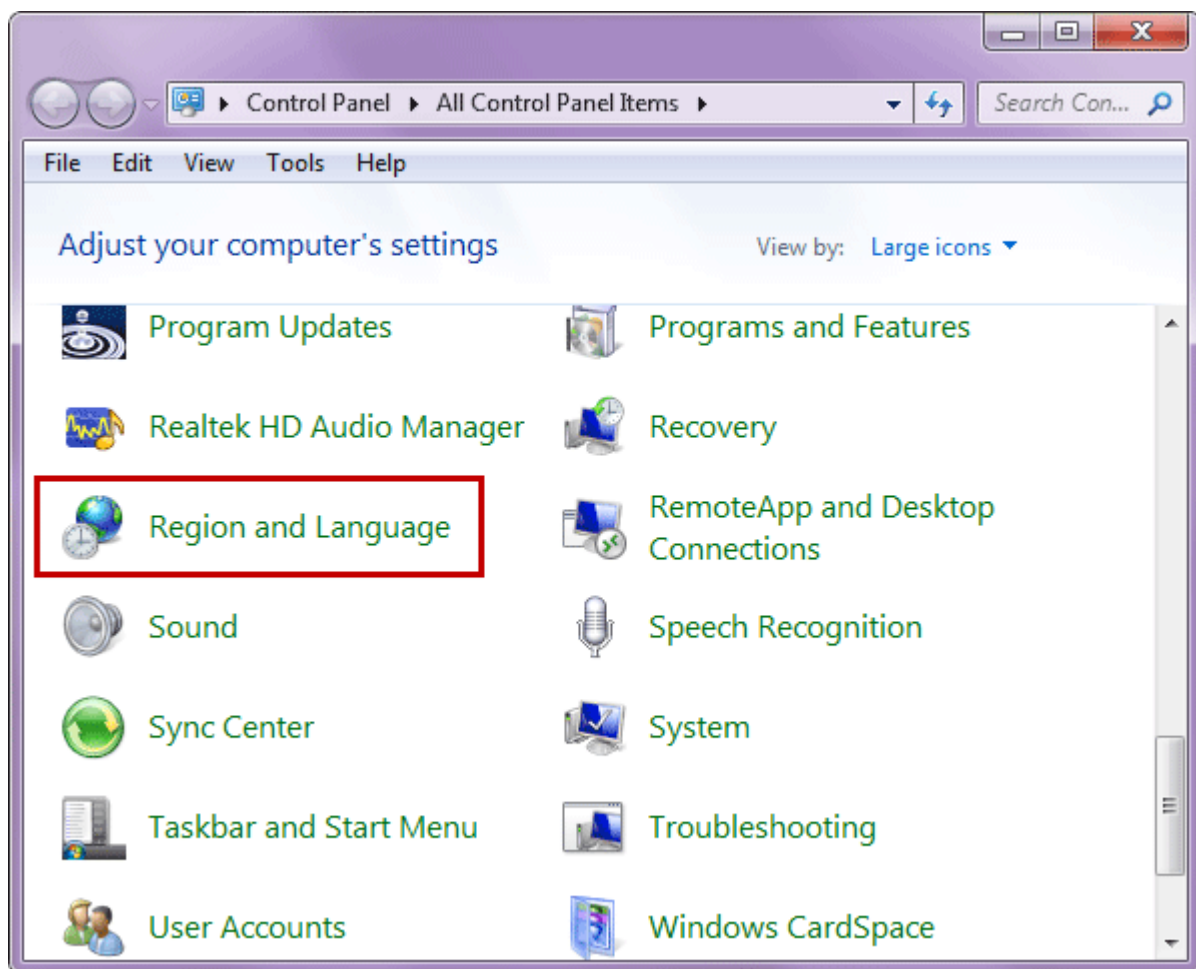 Control Panel All Control Panel Items Search Con...
File Edit View Tools Help
Adjust your computer's settings View by: Large icons
Program Updates Programs and Features
Realtek HD Audio Manager Recovery
Region and Language RemoteApp and Desktop
Connections
Sound Speech Recognition
Sync Center System
Taskbar and Start Menu Troubleshooting
User Accounts Windows CardSpace